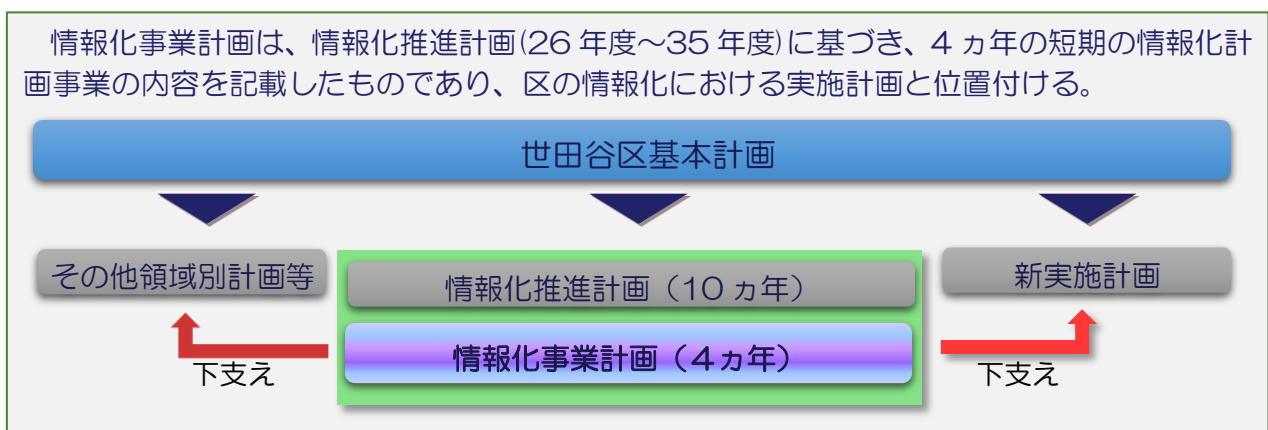 情報化事業計画は、情報化推進計画(26年度～35年度)に基づき、4ヵ年の短期の情報化計
画事業の内容を記載したものであり、区の情報化における実施計画と位置付ける。
世田谷区基本計画
その他領域別計画等
情報化推進計画（10ヵ年）
新実施計画
情報化事業計画（4ヵ年）
下支え
下支え